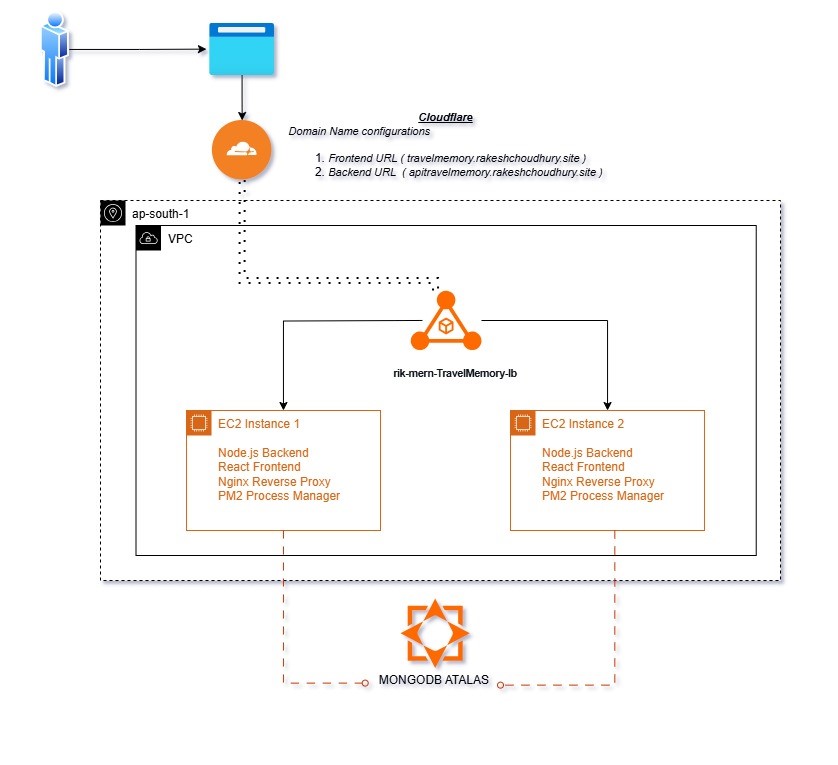 Cloudflare
Domain Name configurations
1. Frontend URL ( travelmemory.rakeshchoudhury.site )
2. Backend URL ( apitravelmemory.rakeshchoudhury.site )
ap-south-1
VPC
rik-mern-TravelMemory-lb
EC2 Instance 1
Node.js Backend
React Frontend
Nginx Reverse Proxy
PM2 Process Manager
EC2 Instance 2
Node.js Backend
React Frontend
Nginx Reverse Proxy
PM2 Process Manager
MONGODB ATALAS